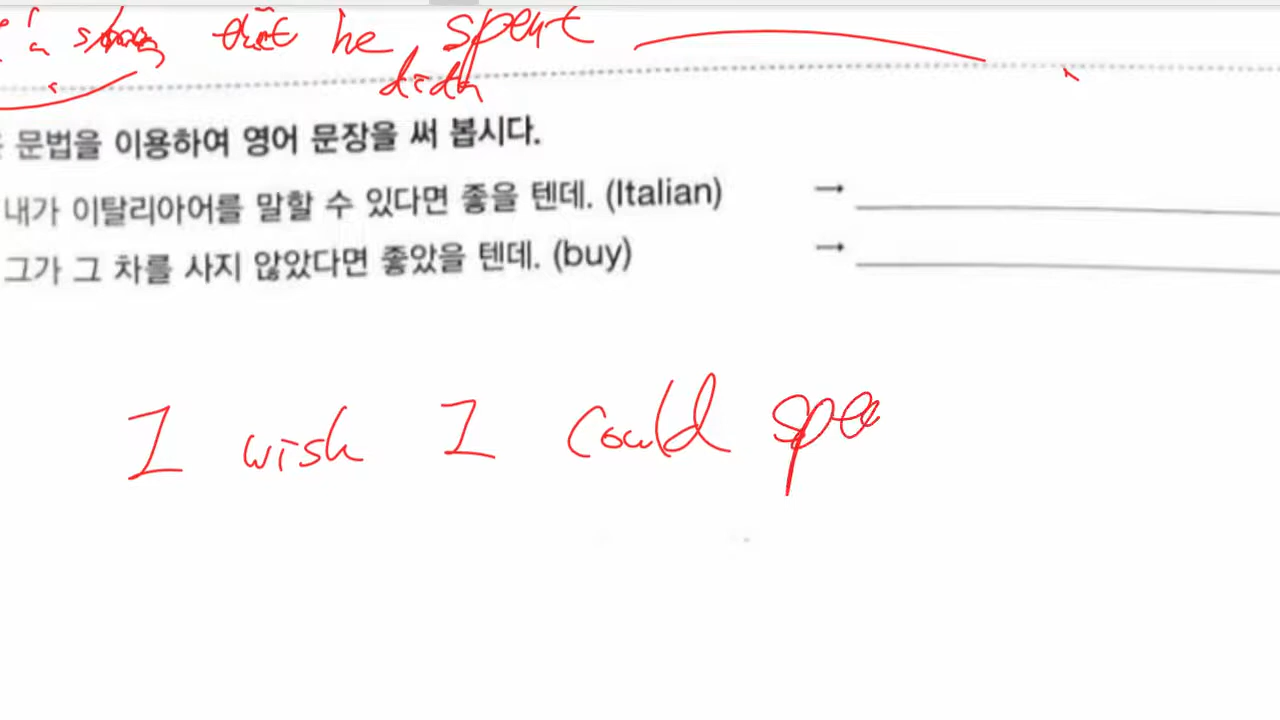 that he spent
didn
문법을 이용하여 영어 문장을 써 봅시다.
내가 이탈리아어를 말할 수 있다면 좋을 텐데. (Italian) →
그가 그 차를 사지 않았다면 좋았을 텐데. (buy) →
I wish I could spea